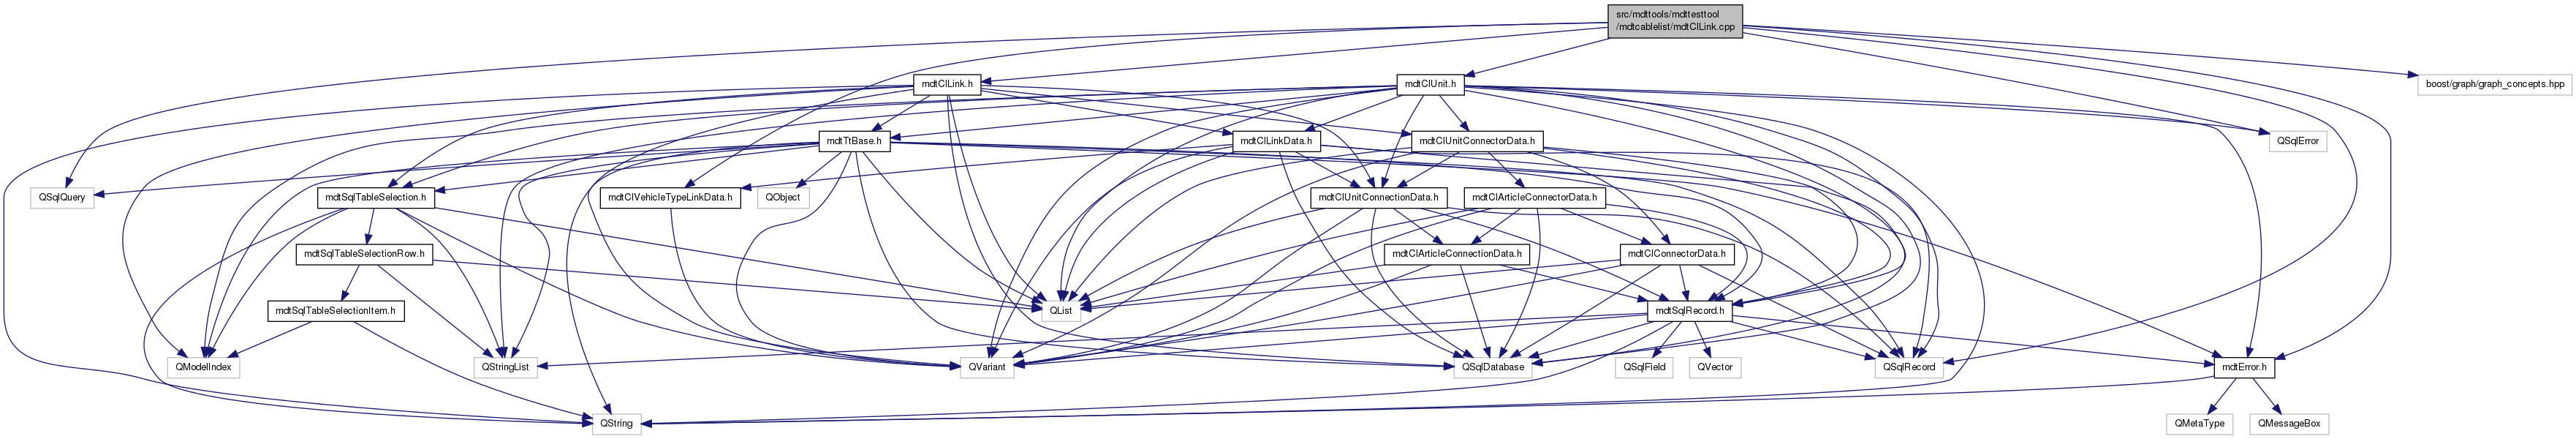 src/mdttools/mdttesttool
/mdtcablelist/mdtClLink.cpp
mdtClLink.h
mdtClUnit.h
boost/graph/graph_concepts.hpp
mdtTtBase.h
mdtClLinkData.h
mdtClUnitConnectorData.h
QSqlError
QSqlQuery
mdtSqlTableSelection.h
mdtClVehicleTypeLinkData.h
QObject
mdtClUnitConnectionData.h
mdtClArticleConnectorData.h
mdtSqlTableSelectionRow.h
mdtClArticleConnectionData.h
mdtClConnectorData.h
mdtSqlTableSelectionItem.h
QList
mdtSqlRecord.h
QModelIndex
QStringList
QVariant
QSqlDatabase
QSqlField
QVector
QSqlRecord
mdtError.h
QString
QMetaType
QMessageBox